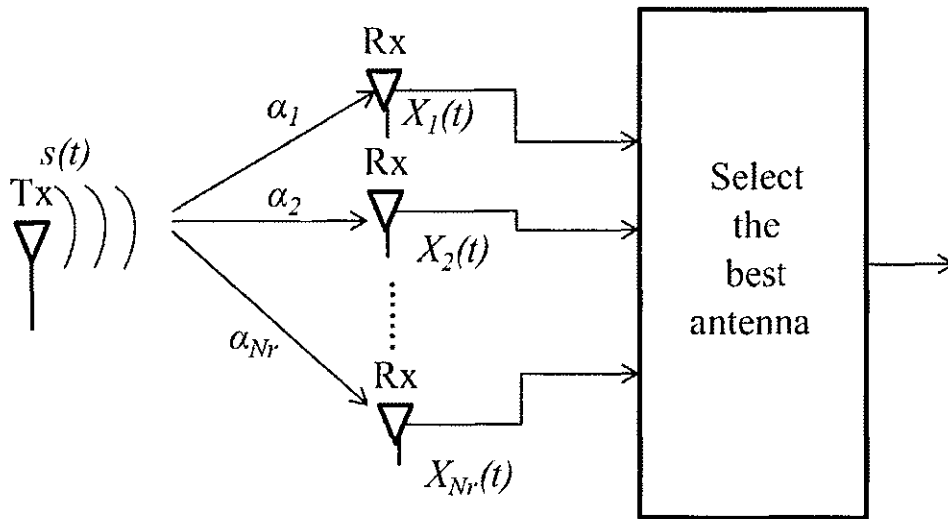 Rx
α1
X1(t)
s(t)
Tx
Rx
α2
X2(t)
αNr
Rx
XNr(t)
Select
the
best
antenna